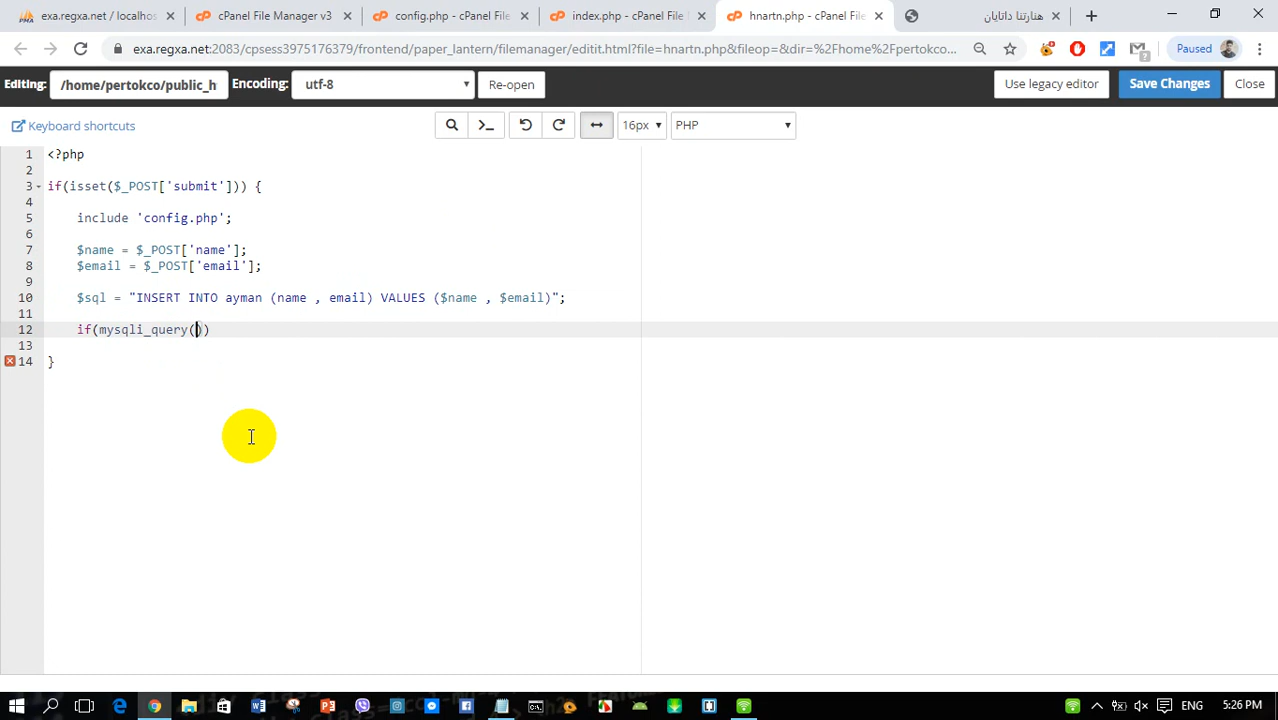 exa.regxa.net / localhos
cPanel File Manager v3
config.php - cPanel File
index.php - cPanel File
hnartn.php - cPanel File
هنارتنا داتایان
exa.regxa.net:2083/cpsess3975176379/frontend/paper_lantern/filemanager/editit.html?file=hnartn.php&fileop=&dir=%2Fhome%2Fpertokco...
Paused
Editing: /home/pertokco/public_h Encoding: utf-8 Re-open Use legacy editor Save Changes Close
Keyboard shortcuts 16px PHP
1 <?php
2
3 if(isset($_POST['submit'])) {
4
5 include 'config.php';
6
7 $name = $_POST['name'];
8 $email = $_POST['email'];
9
10 $sql = "INSERT INTO ayman (name , email) VALUES ($name , $email)";
11
12 if(mysqli_query())
13
14 }
ENG 5:26 PM